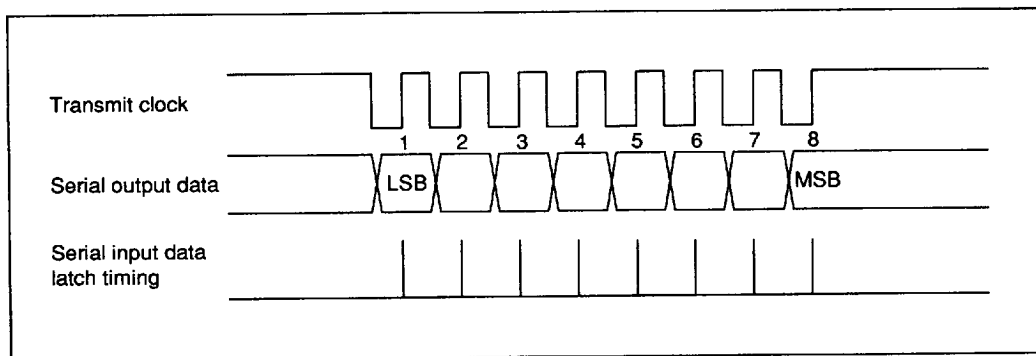 Transmit clock
1 2 3 4 5 6 7 8
Serial output data
LSB
MSB
Serial input data
latch timing